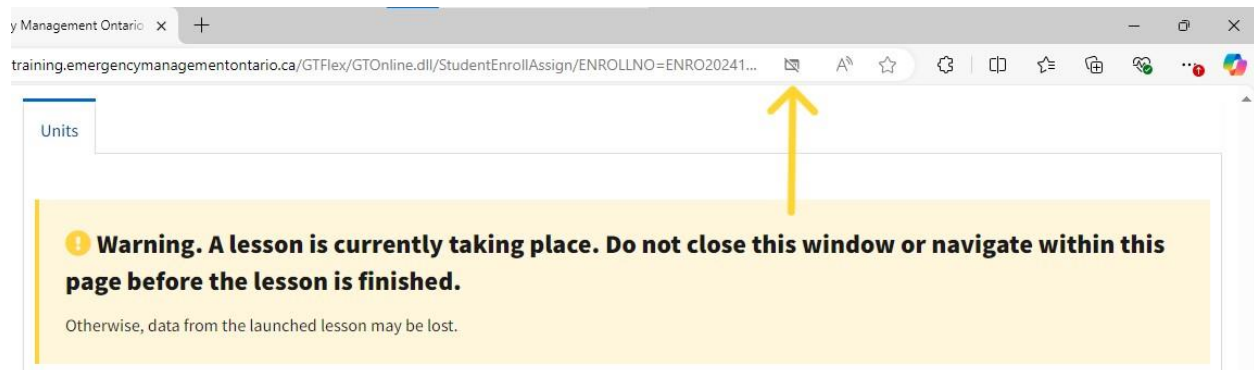 y Management Ontario
training.emergencymanagementontario.ca/GTFlex/GTOnline.dll/StudentEnrollAssign/ENROLLNO=ENRO20241...
Units
Warning. A lesson is currently taking place. Do not close this window or navigate within this
page before the lesson is finished.
Otherwise, data from the launched lesson may be lost.